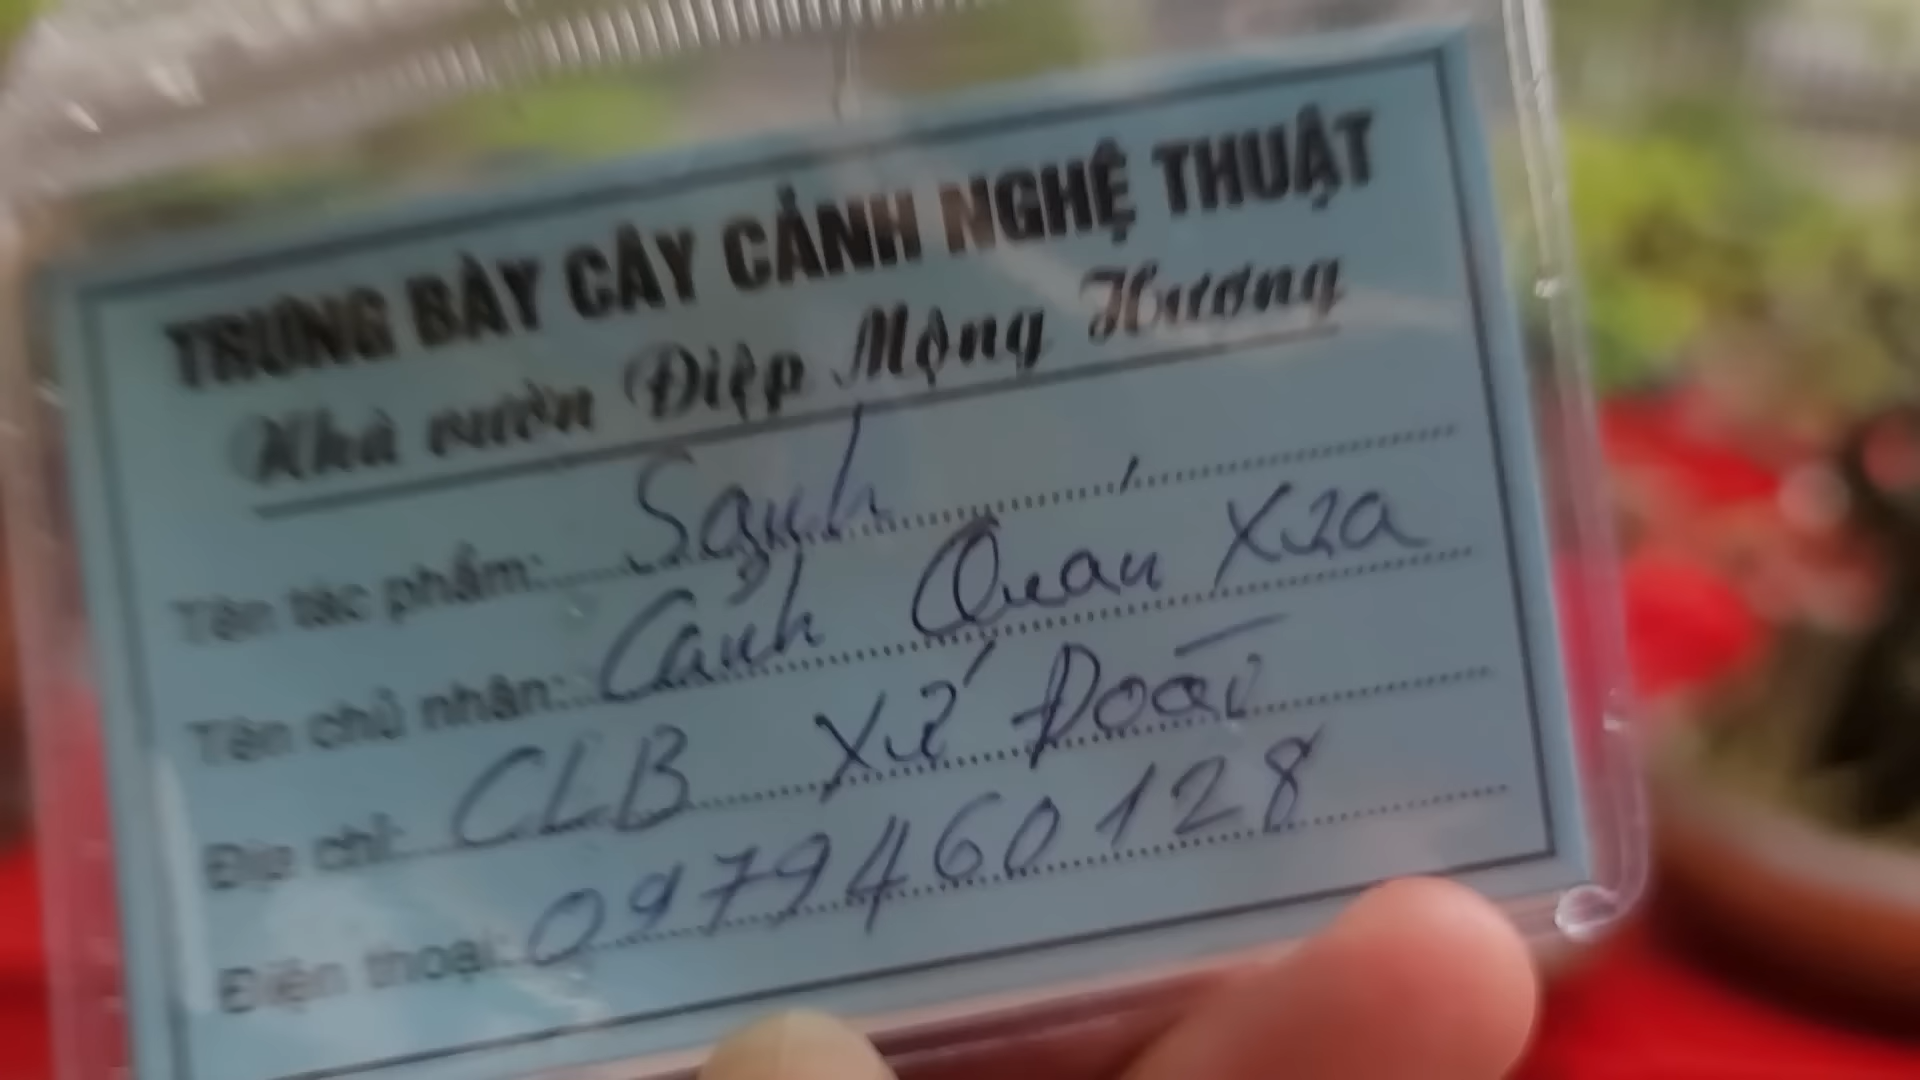 TRƯNG BÀY CÂY CẢNH NGHỆ THUẬT
Nhà vườn Điệp Mộng Hương
Tên tác phẩm: Sanh
Tên chủ nhân: Cảnh Quan Xưa
Địa chỉ: CLB Xứ Đoài
Điện thoại: 0979460128